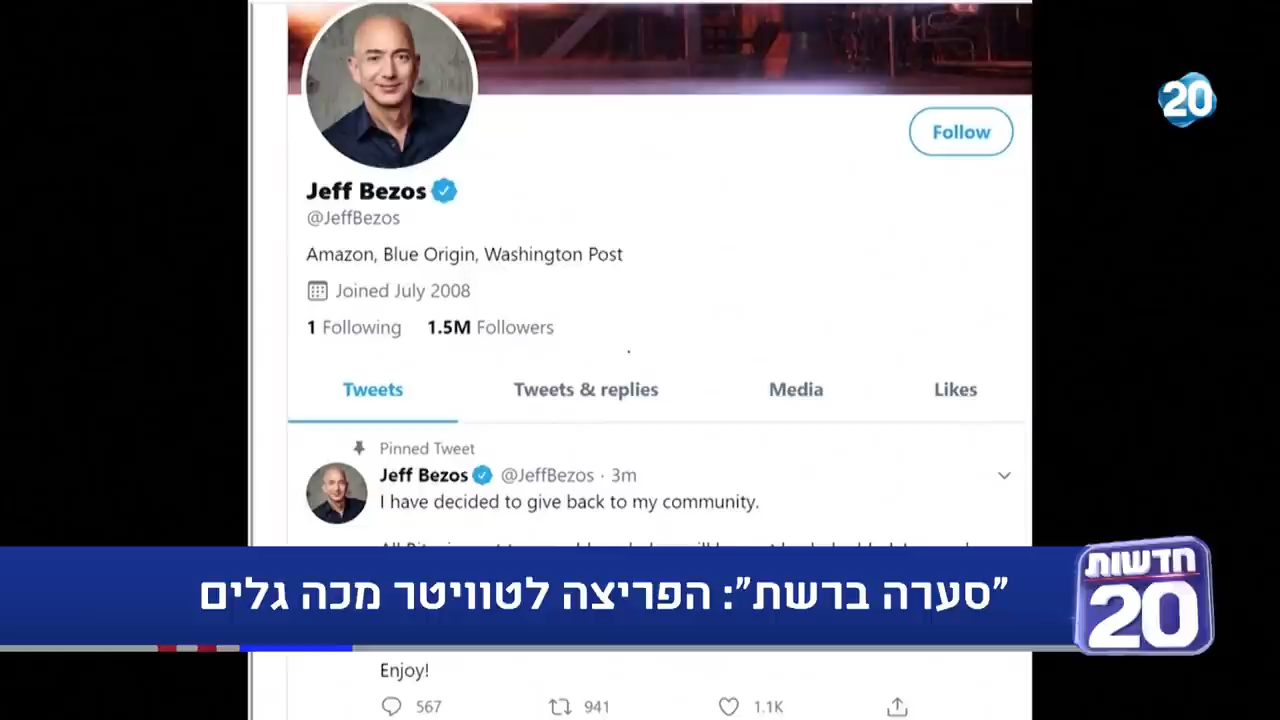 20
Follow
Jeff Bezos
@JeffBezos
Amazon, Blue Origin, Washington Post
Joined July 2008
1 Following 1.5M Followers
Tweets Tweets & replies Media Likes
Pinned Tweet
Jeff Bezos @JeffBezos · 3m
I have decided to give back to my community.
"סערה ברשת": הפריצה לטוויטר מכה גלים
חדשות
20
Enjoy!
567 941 1.1K